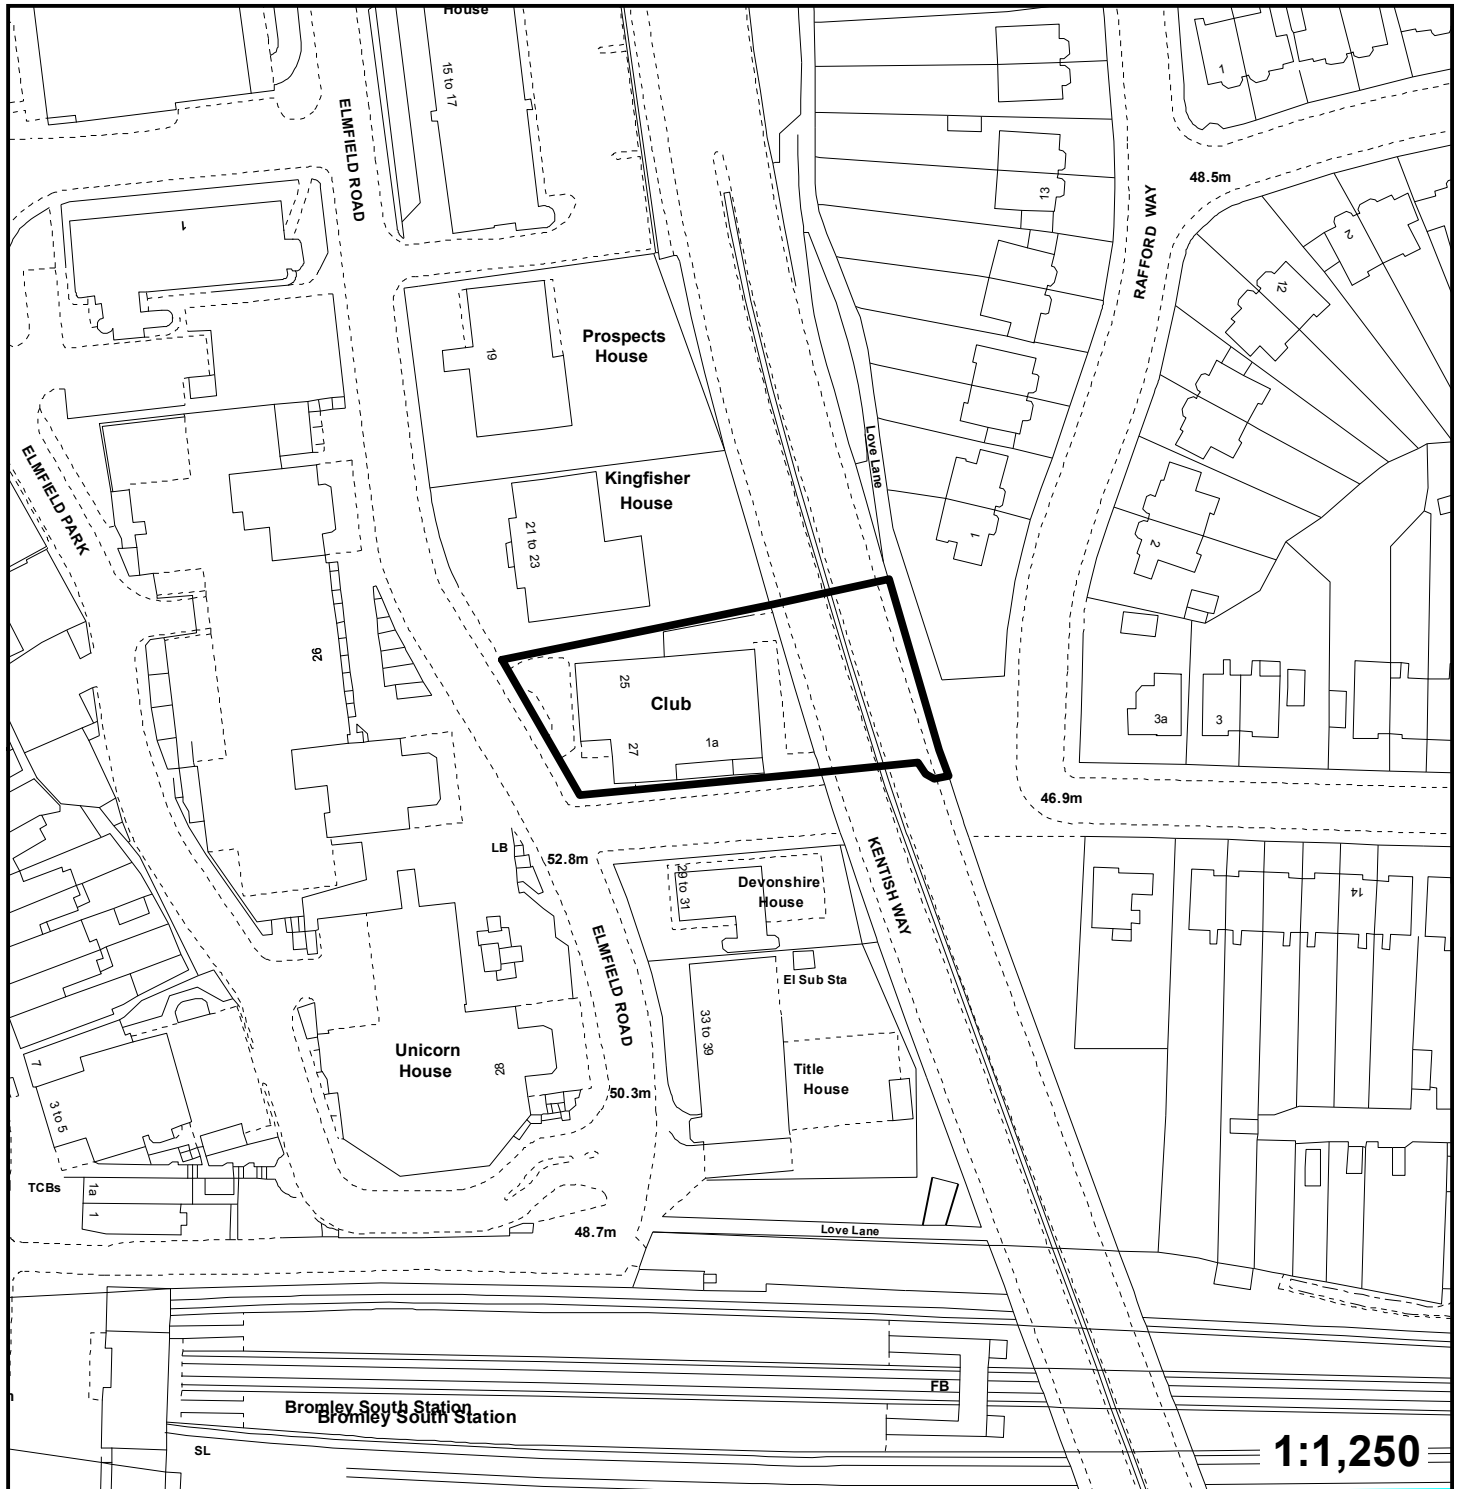 House
15 to 17
1
ELMFIELD ROAD
13
48.5m
RAFFORD WAY
1
2
12
Prospects
House
19
ELMFIELD PARK
Love Lane
Kingfisher
House
21 to 23
1
2
26
25
Club
27
1a
3a
3
46.9m
LB
52.8m
KENTISH WAY
29 to 31
Devonshire
House
14
ELMFIELD ROAD
El Sub Sta
33 to 39
Unicorn
House
28
Title
House
50.3m
7
3 to 5
TCBs
1a
1
48.7m
Love Lane
FB
Bromley South Station
Bromley South Station
SL
1:1,250